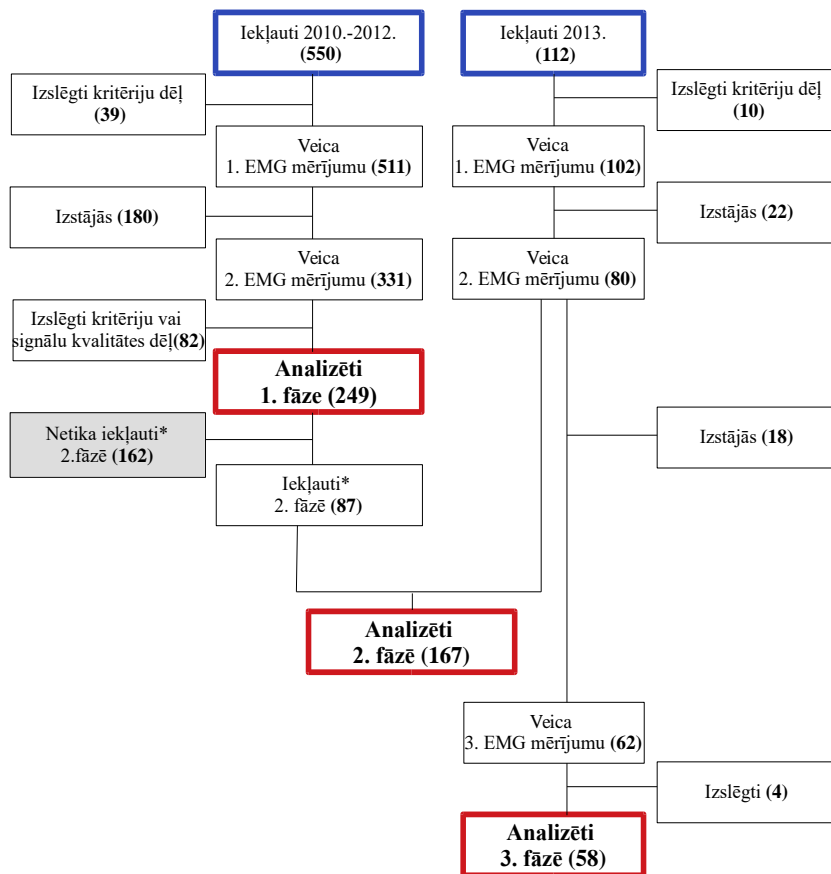 Iekļauti 2010.-2012.
(550)
Iekļauti 2013.
(112)
Izslēgti kritēriju dēļ
(39)
Izslēgti kritēriju dēļ
(10)
Veica
1. EMG mērījumu (511)
Veica
1. EMG mērījumu (102)
Izstājās (180)
Izstājās (22)
Veica
2. EMG mērījumu (331)
Veica
2. EMG mērījumu (80)
Izslēgti kritēriju vai
signālu kvalitātes dēļ(82)
Analizēti
1. fāze (249)
Netika iekļauti*
2.fāzē (162)
Izstājās (18)
Iekļauti*
2. fāzē (87)
Analizēti
2. fāzē (167)
Veica
3. EMG mērījumu (62)
Izslēgti (4)
Analizēti
3. fāzē (58)